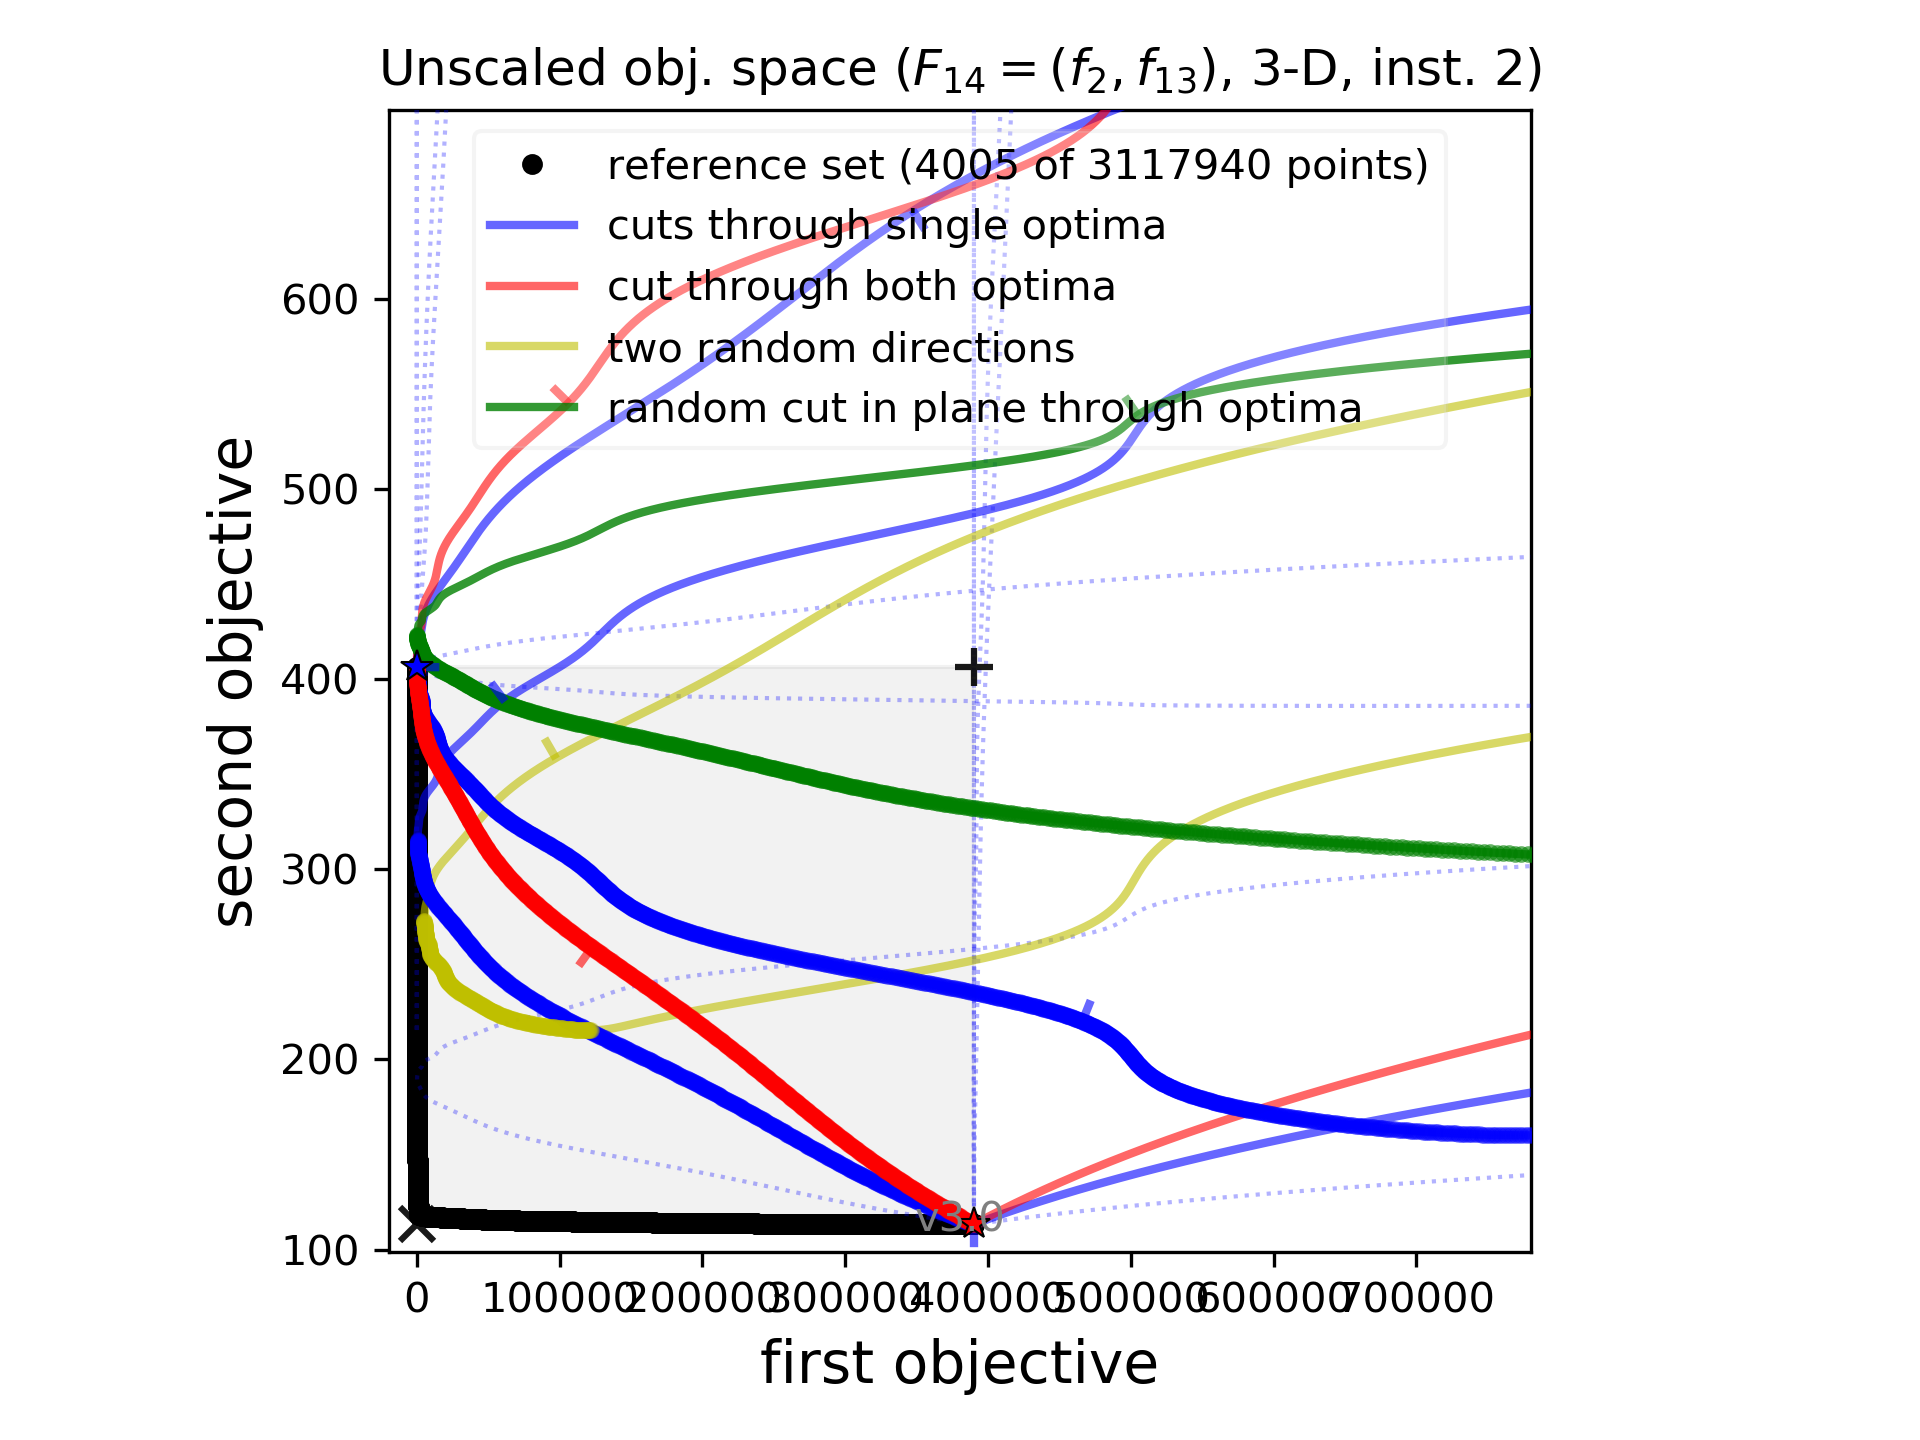 Unscaled obj. space (F₁₄ = (f₂, f₁₃), 3-D, inst. 2)
reference set (4005 of 3117940 points)
cuts through single optima
cut through both optima
two random directions
random cut in plane through optima
600
500
400
300
200
100
second objective
v3.0
0 100000 200000 300000 400000 500000 600000 700000
first objective